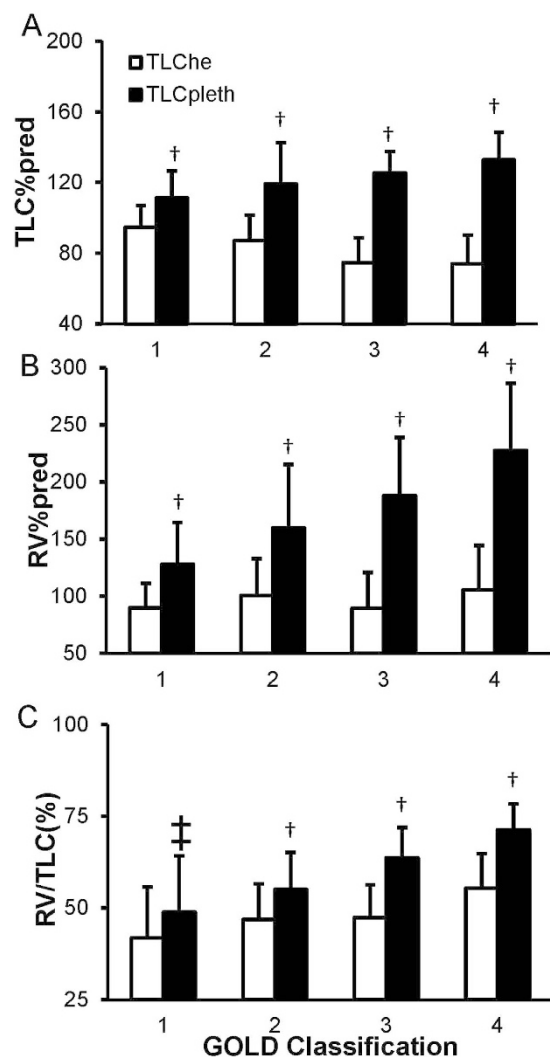 A
200
160
120
80
40
TLC%pred
TLChe
TLCpleth
†
†
†
†
1 2 3 4
B
300
250
200
150
100
50
RV%pred
†
†
†
†
1 2 3 4
C
100
75
50
25
RV/TLC(%)
‡
†
†
†
1 2 3 4
GOLD Classification